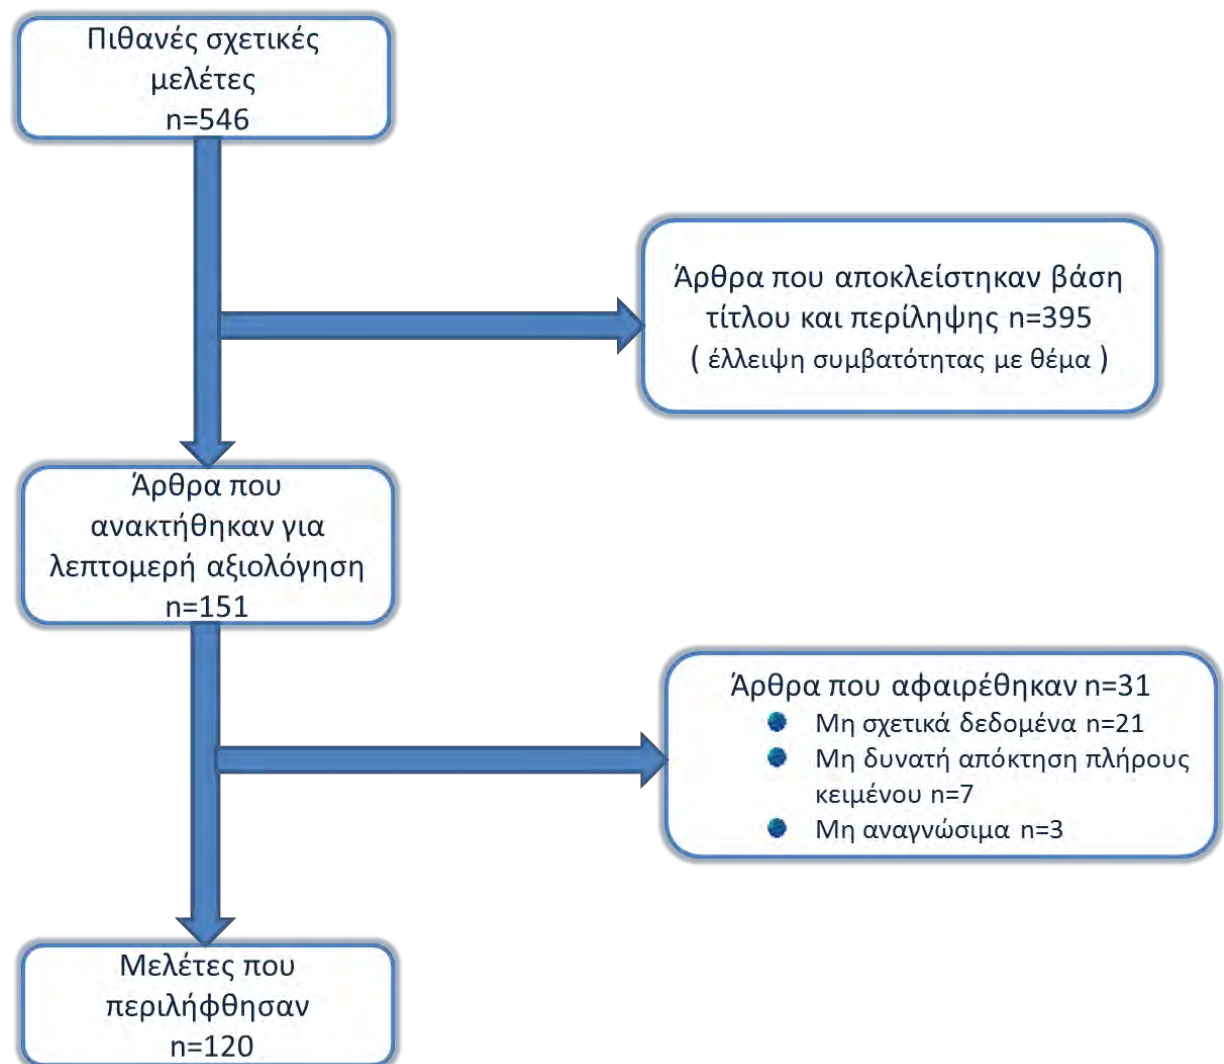 Πιθανές σχετικές
μελέτες
n=546
Άρθρα που αποκλείστηκαν βάση
τίτλου και περίληψης n=395
( έλλειψη συμβατότητας με θέμα )
Άρθρα που
ανακτήθηκαν για
λεπτομερή αξιολόγηση
n=151
Άρθρα που αφαιρέθηκαν n=31
Μη σχετικά δεδομένα n=21
Μη δυνατή απόκτηση πλήρους
κειμένου n=7
Μη αναγνώσιμα n=3
Μελέτες που
περιλήφθησαν
n=120